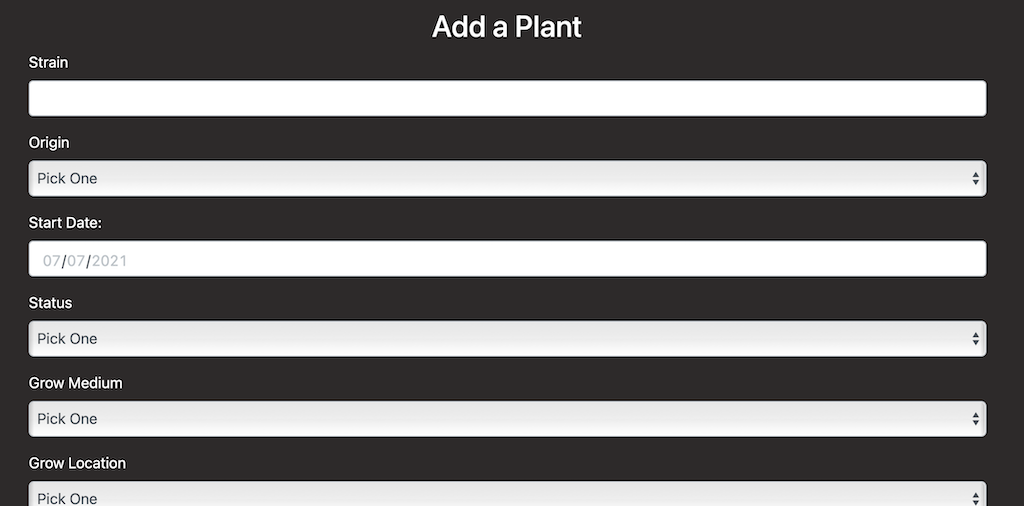 Add a Plant
Strain
Origin
Pick One
Start Date:
07/07/2021
Status
Pick One
Grow Medium
Pick One
Grow Location
Pick One